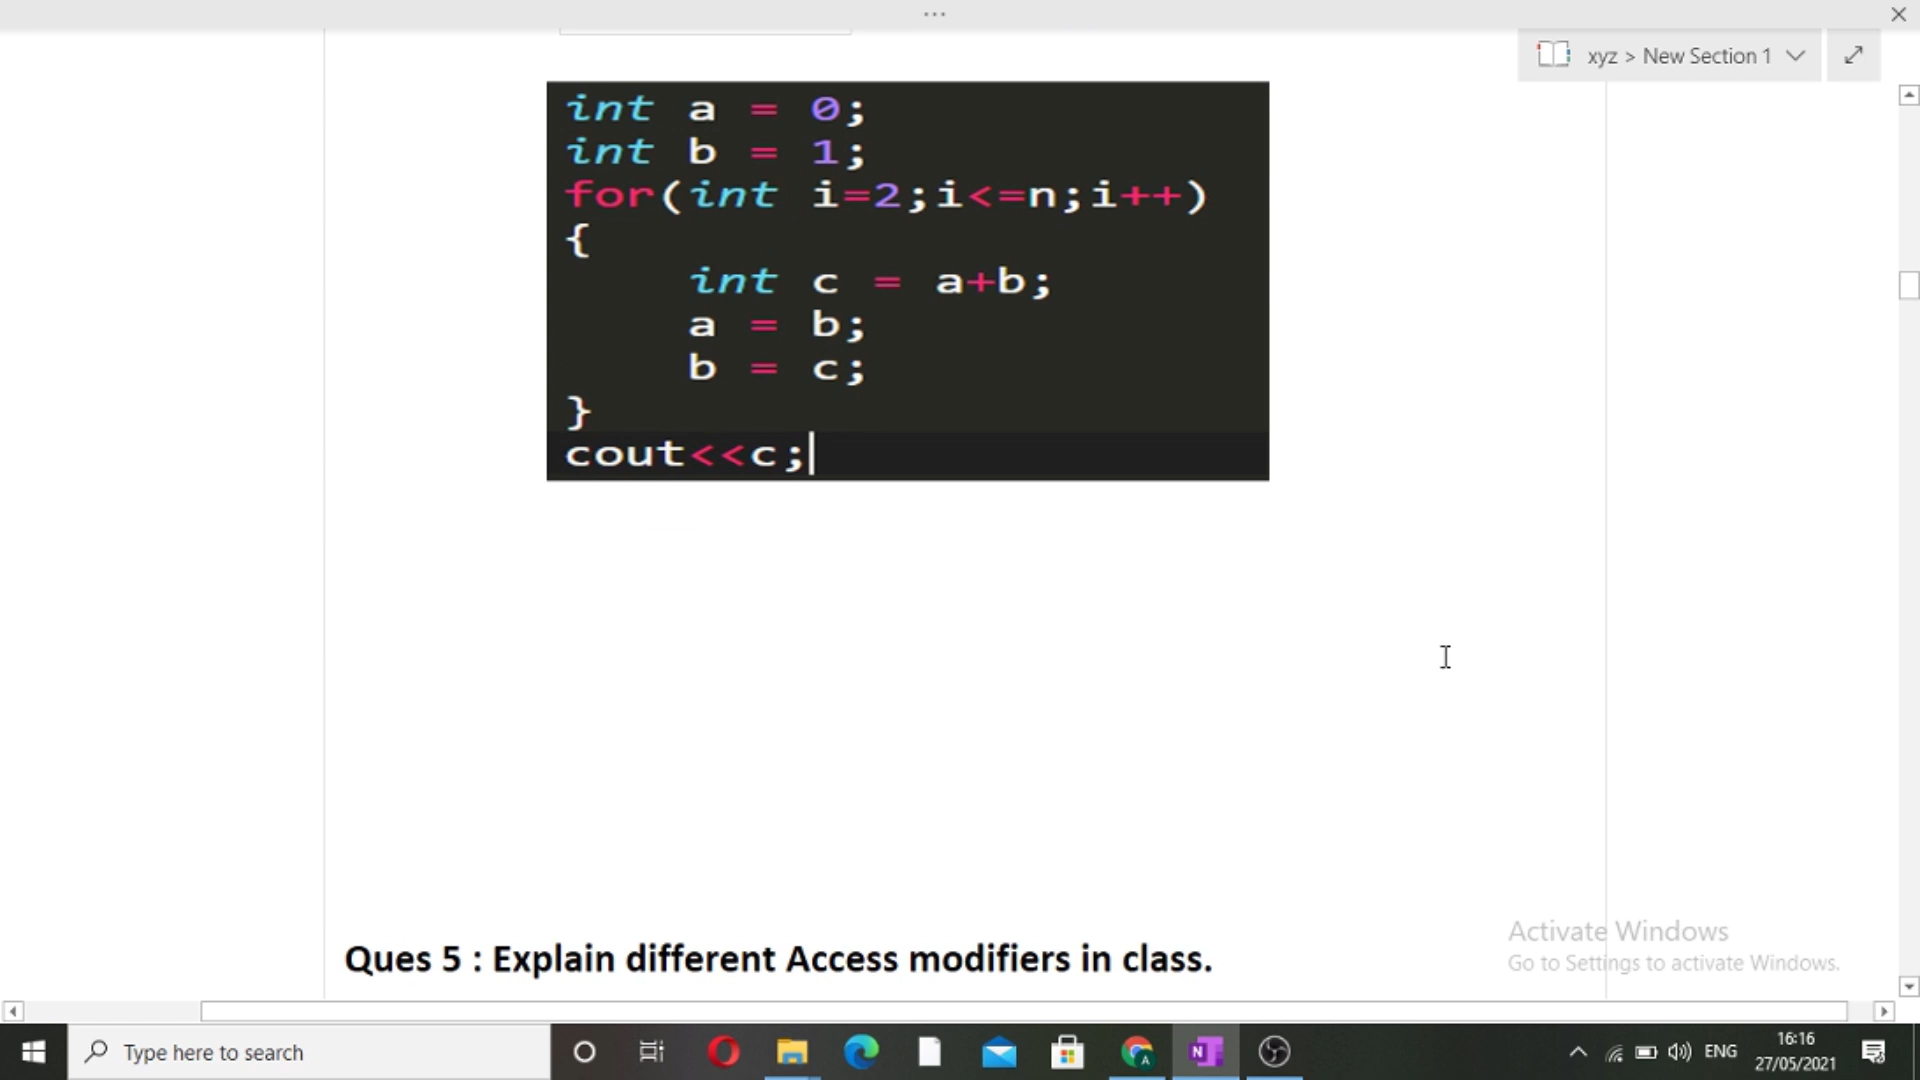 ...
xyz > New Section 1
int a = 0;
int b = 1;
for(int i=2;i<=n;i++)
{
    int c = a+b;
    a = b;
    b = c;
}
cout<<c;
Ques 5 : Explain different Access modifiers in class.
Activate Windows
Go to Settings to activate Windows.
Type here to search
A
N
ENG
16:16
27/05/2021